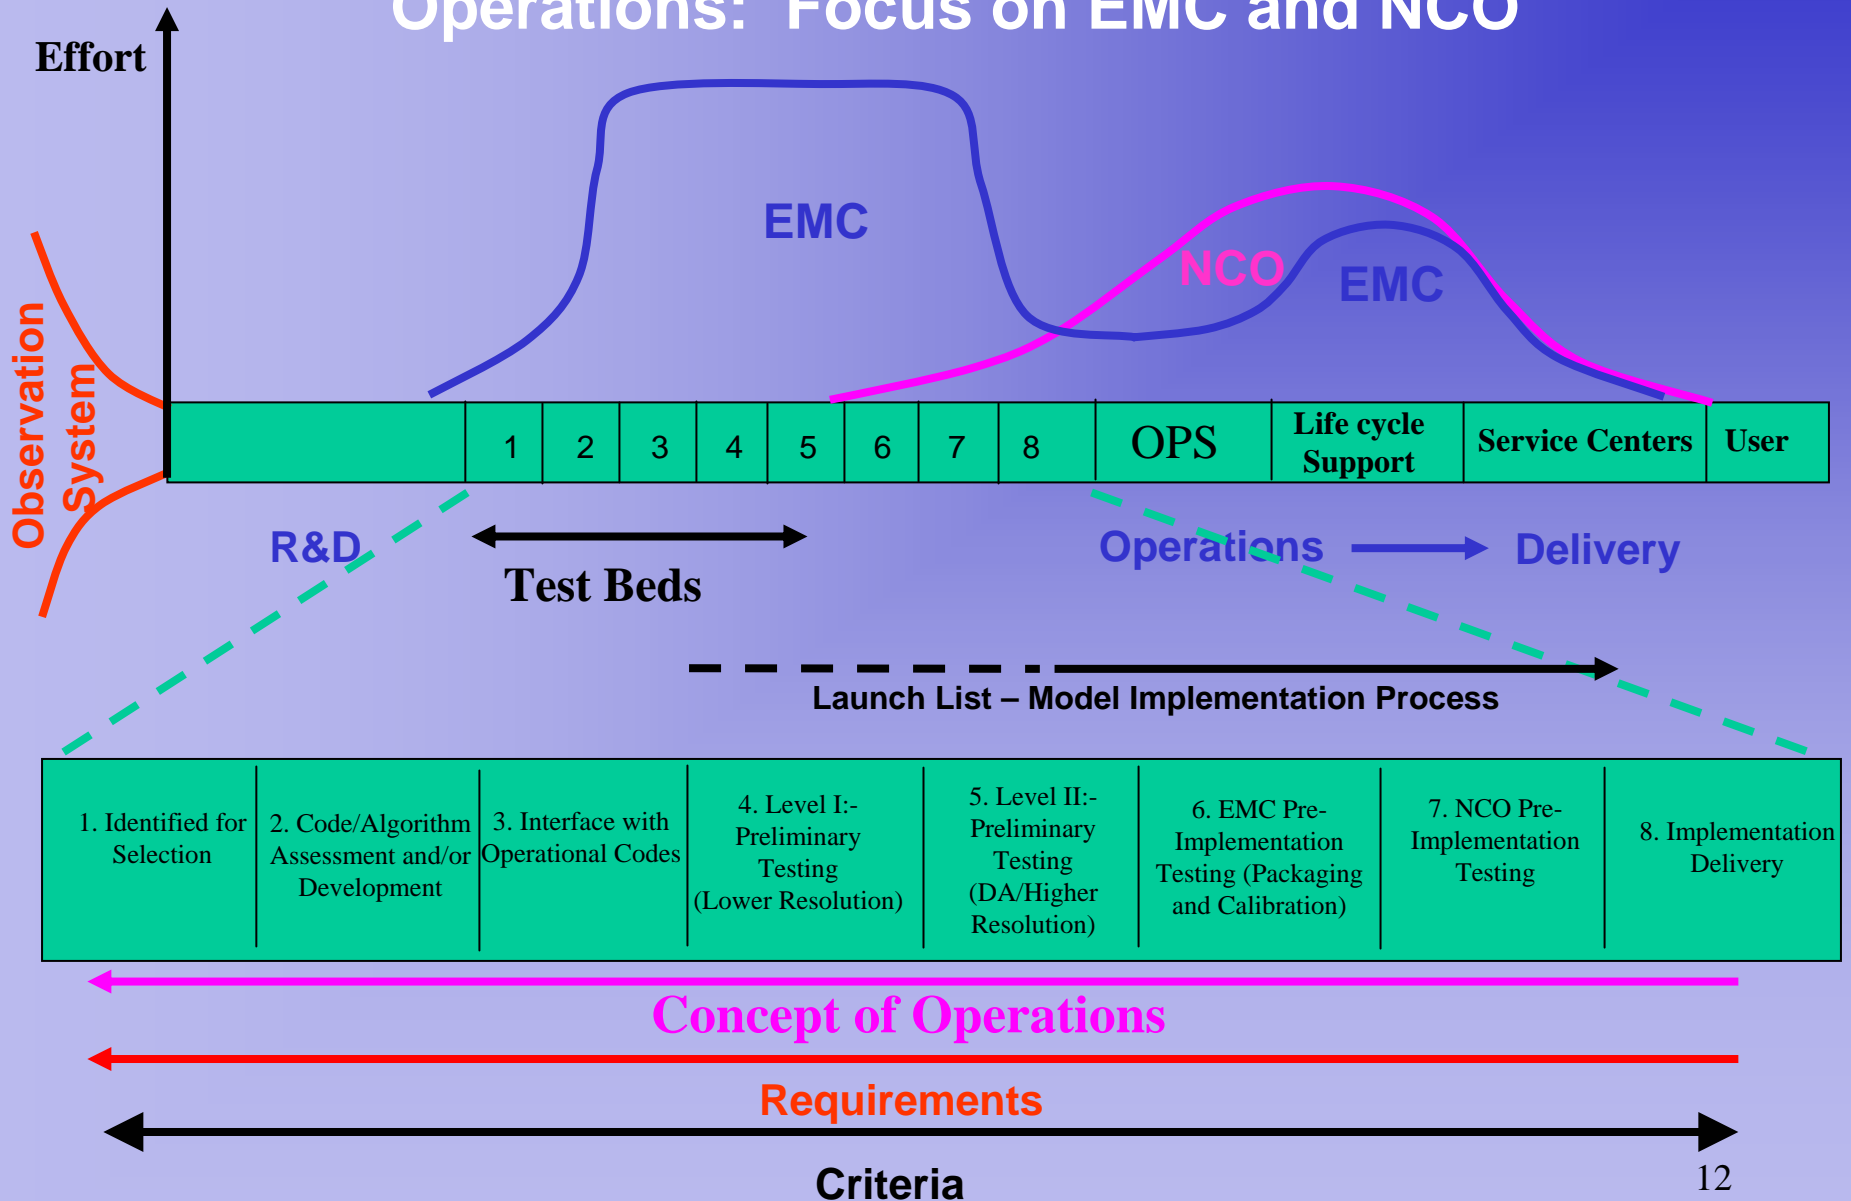 Operations: Focus on EMC and NCO
Effort
EMC
NCO
EMC
Observation
System
1
2
3
4
5
6
7
8
OPS
Life cycle
Support
Service Centers
User
R&D
Test Beds
Operations
Delivery
Launch List – Model Implementation Process
1. Identified for
Selection
2. Code/Algorithm
Assessment and/or
Development
3. Interface with
Operational Codes
4. Level I:-
Preliminary
Testing
(Lower Resolution)
5. Level II:-
Preliminary
Testing
(DA/Higher
Resolution)
6. EMC Pre-
Implementation
Testing (Packaging
and Calibration)
7. NCO Pre-
Implementation
Testing
8. Implementation
Delivery
Concept of Operations
Requirements
Criteria
12